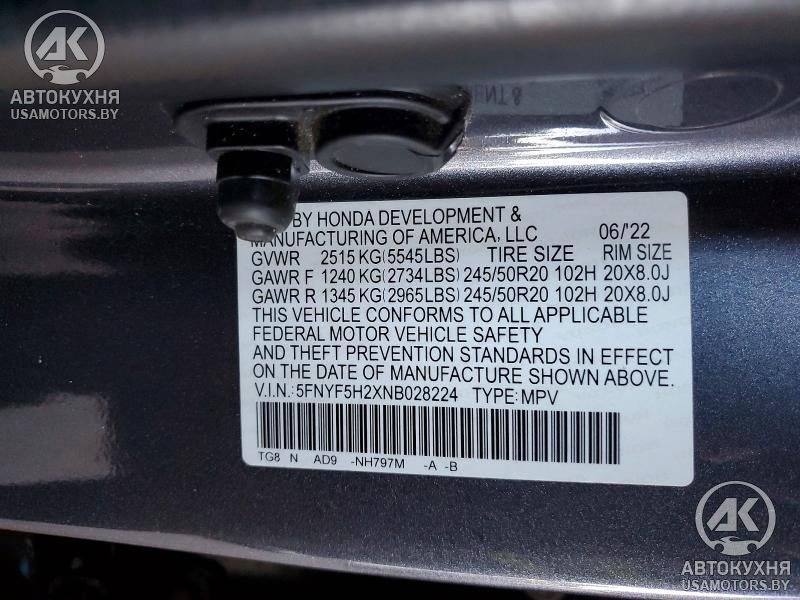 АК
АВТОКУХНЯ
USAMOTORS.BY
BY HONDA DEVELOPMENT &
MANUFACTURING OF AMERICA, LLC 06/'22
GVWR 2515 KG(5545LBS) TIRE SIZE RIM SIZE
GAWR F 1240 KG(2734LBS) 245/50R20 102H 20X8.0J
GAWR R 1345 KG(2965LBS) 245/50R20 102H 20X8.0J
THIS VEHICLE CONFORMS TO ALL APPLICABLE
FEDERAL MOTOR VEHICLE SAFETY
AND THEFT PREVENTION STANDARDS IN EFFECT
ON THE DATE OF MANUFACTURE SHOWN ABOVE.
V.I.N.: 5FNYF5H2XNB028224 TYPE: MPV
TG8 N AD9 -NH797M -A -B
АК
АВТОКУХНЯ
USAMOTORS.BY